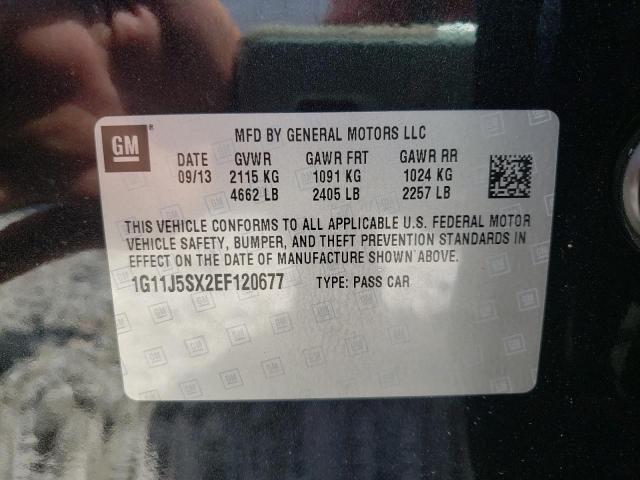 GM
MFD BY GENERAL MOTORS LLC
DATE GVWR GAWR FRT GAWR RR
09/13 2115 KG 1091 KG 1024 KG
4662 LB 2405 LB 2257 LB
THIS VEHICLE CONFORMS TO ALL APPLICABLE U.S. FEDERAL MOTOR
VEHICLE SAFETY, BUMPER, AND THEFT PREVENTION STANDARDS IN
EFFECT ON THE DATE OF MANUFACTURE SHOWN ABOVE.
1G11J5SX2EF120677 TYPE: PASS CAR